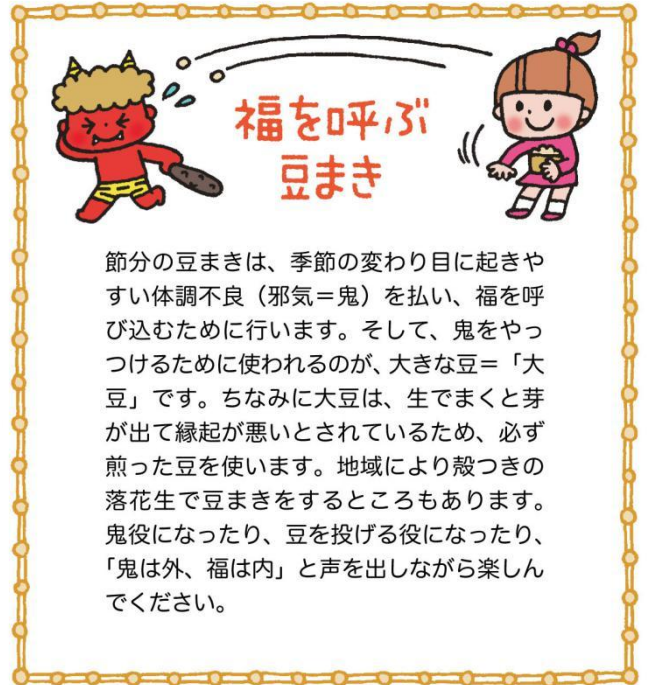 福を呼ぶ
豆まき
節分の豆まきは、季節の変わり目に起きや
すい体調不良（邪気＝鬼）を払い、福を呼
び込むために行います。そして、鬼をやっ
つけるために使われるのが、大きな豆＝「大
豆」です。ちなみに大豆は、生でまくと芽
が出て縁起が悪いとされているため、必ず
煎った豆を使います。地域により殻つきの
落花生で豆まきをするところもあります。
鬼役になったり、豆を投げる役になったり、
「鬼は外、福は内」と声を出しながら楽しん
でください。